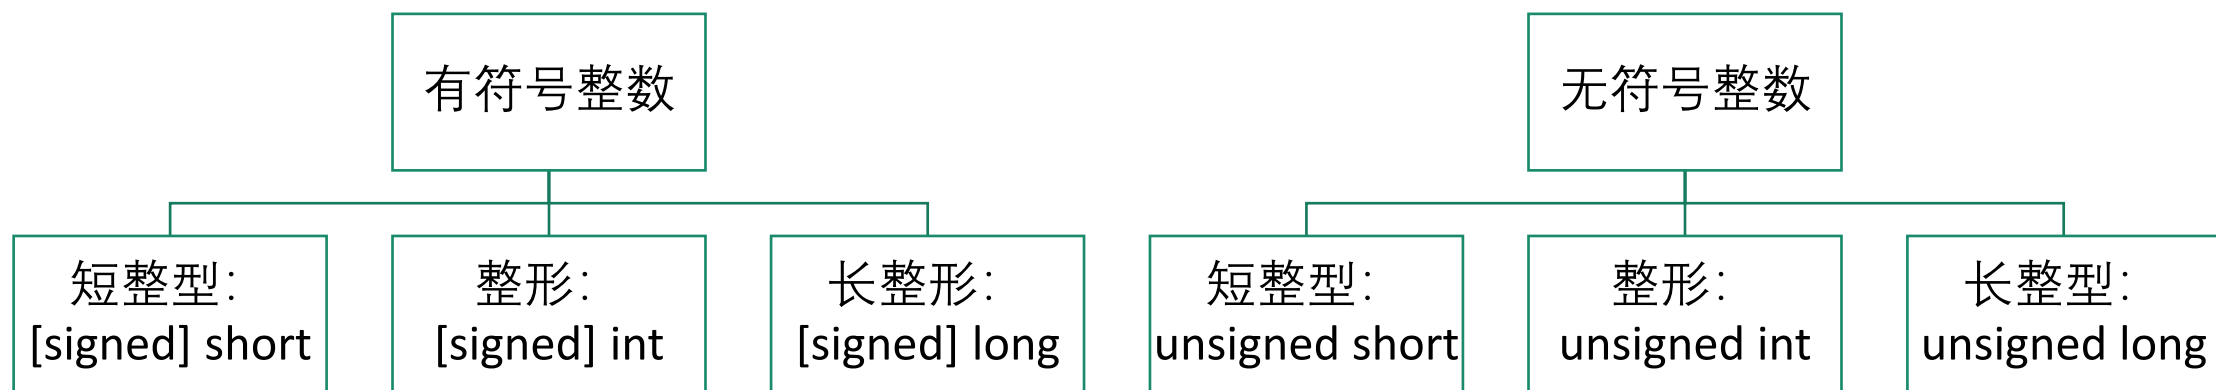 有符号整数
无符号整数
短整型：
[signed] short
整形：
[signed] int
长整形：
[signed] long
短整型：
unsigned short
整形：
unsigned int
长整型：
unsigned long